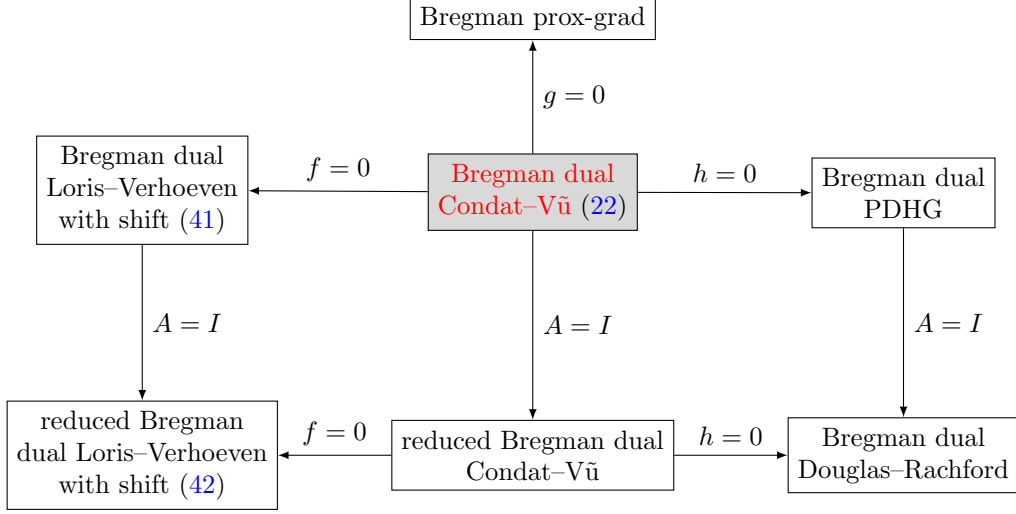 Bregman prox-grad
g = 0
Bregman dual
Loris–Verhoeven
with shift (41)
f = 0
Bregman dual
Condat–Vũ (22)
h = 0
Bregman dual
PDHG
A = I
A = I
A = I
reduced Bregman
dual Loris–Verhoeven
with shift (42)
f = 0
reduced Bregman dual
Condat–Vũ
h = 0
Bregman dual
Douglas–Rachford